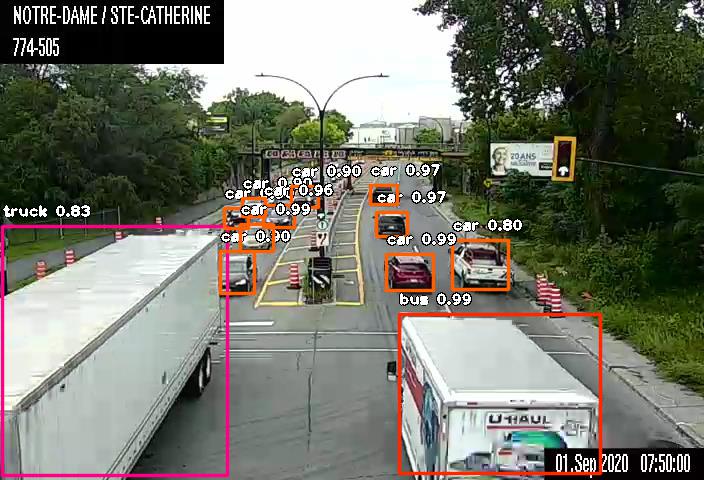 NOTRE-DAME / STE-CATHERINE
774-505
20 ANS
car 0.90
car 0.97
car 0.96
car 0.97
car 0.99
truck 0.83
car 0.90
car 0.99
car 0.80
bus 0.99
U-HAUL
01.Sep 2020 07:50:00